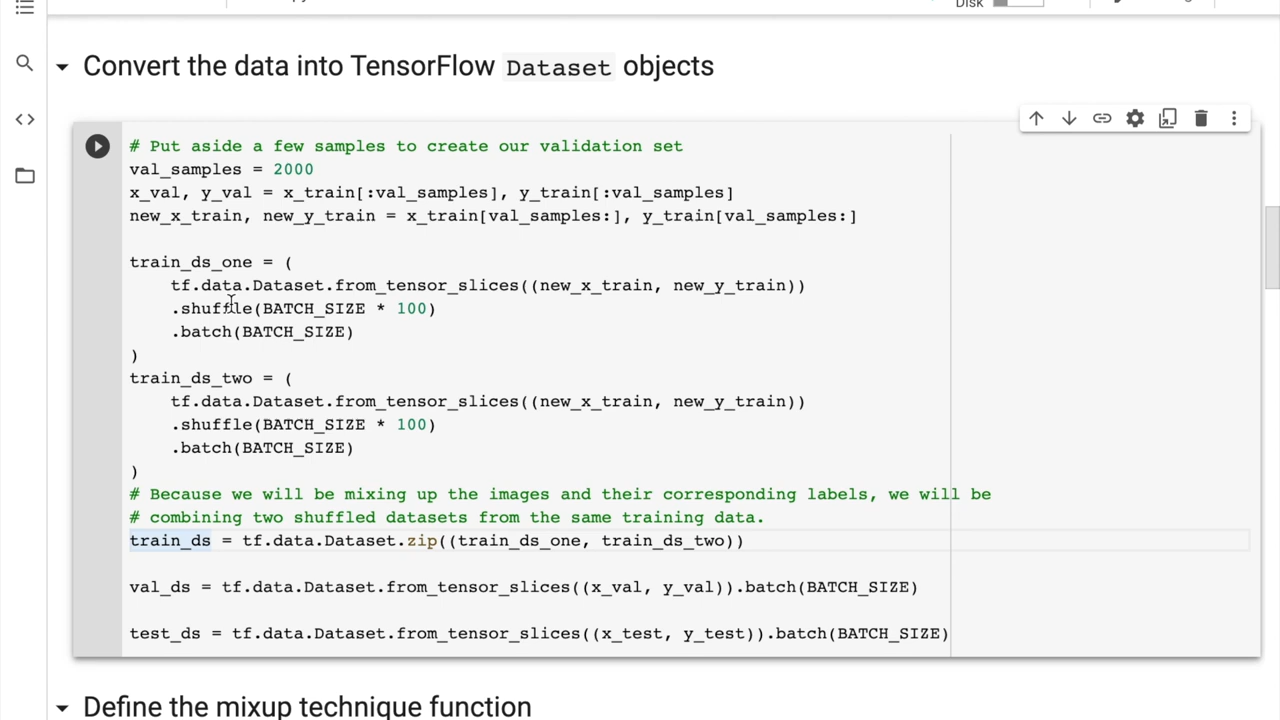 Disk
Convert the data into TensorFlow Dataset objects
# Put aside a few samples to create our validation set
val_samples = 2000
x_val, y_val = x_train[:val_samples], y_train[:val_samples]
new_x_train, new_y_train = x_train[val_samples:], y_train[val_samples:]
train_ds_one = (
    tf.data.Dataset.from_tensor_slices((new_x_train, new_y_train))
    .shuffle(BATCH_SIZE * 100)
    .batch(BATCH_SIZE)
)
train_ds_two = (
    tf.data.Dataset.from_tensor_slices((new_x_train, new_y_train))
    .shuffle(BATCH_SIZE * 100)
    .batch(BATCH_SIZE)
)
# Because we will be mixing up the images and their corresponding labels, we will be
# combining two shuffled datasets from the same training data.
train_ds = tf.data.Dataset.zip((train_ds_one, train_ds_two))
val_ds = tf.data.Dataset.from_tensor_slices((x_val, y_val)).batch(BATCH_SIZE)
test_ds = tf.data.Dataset.from_tensor_slices((x_test, y_test)).batch(BATCH_SIZE)
Define the mixup technique function